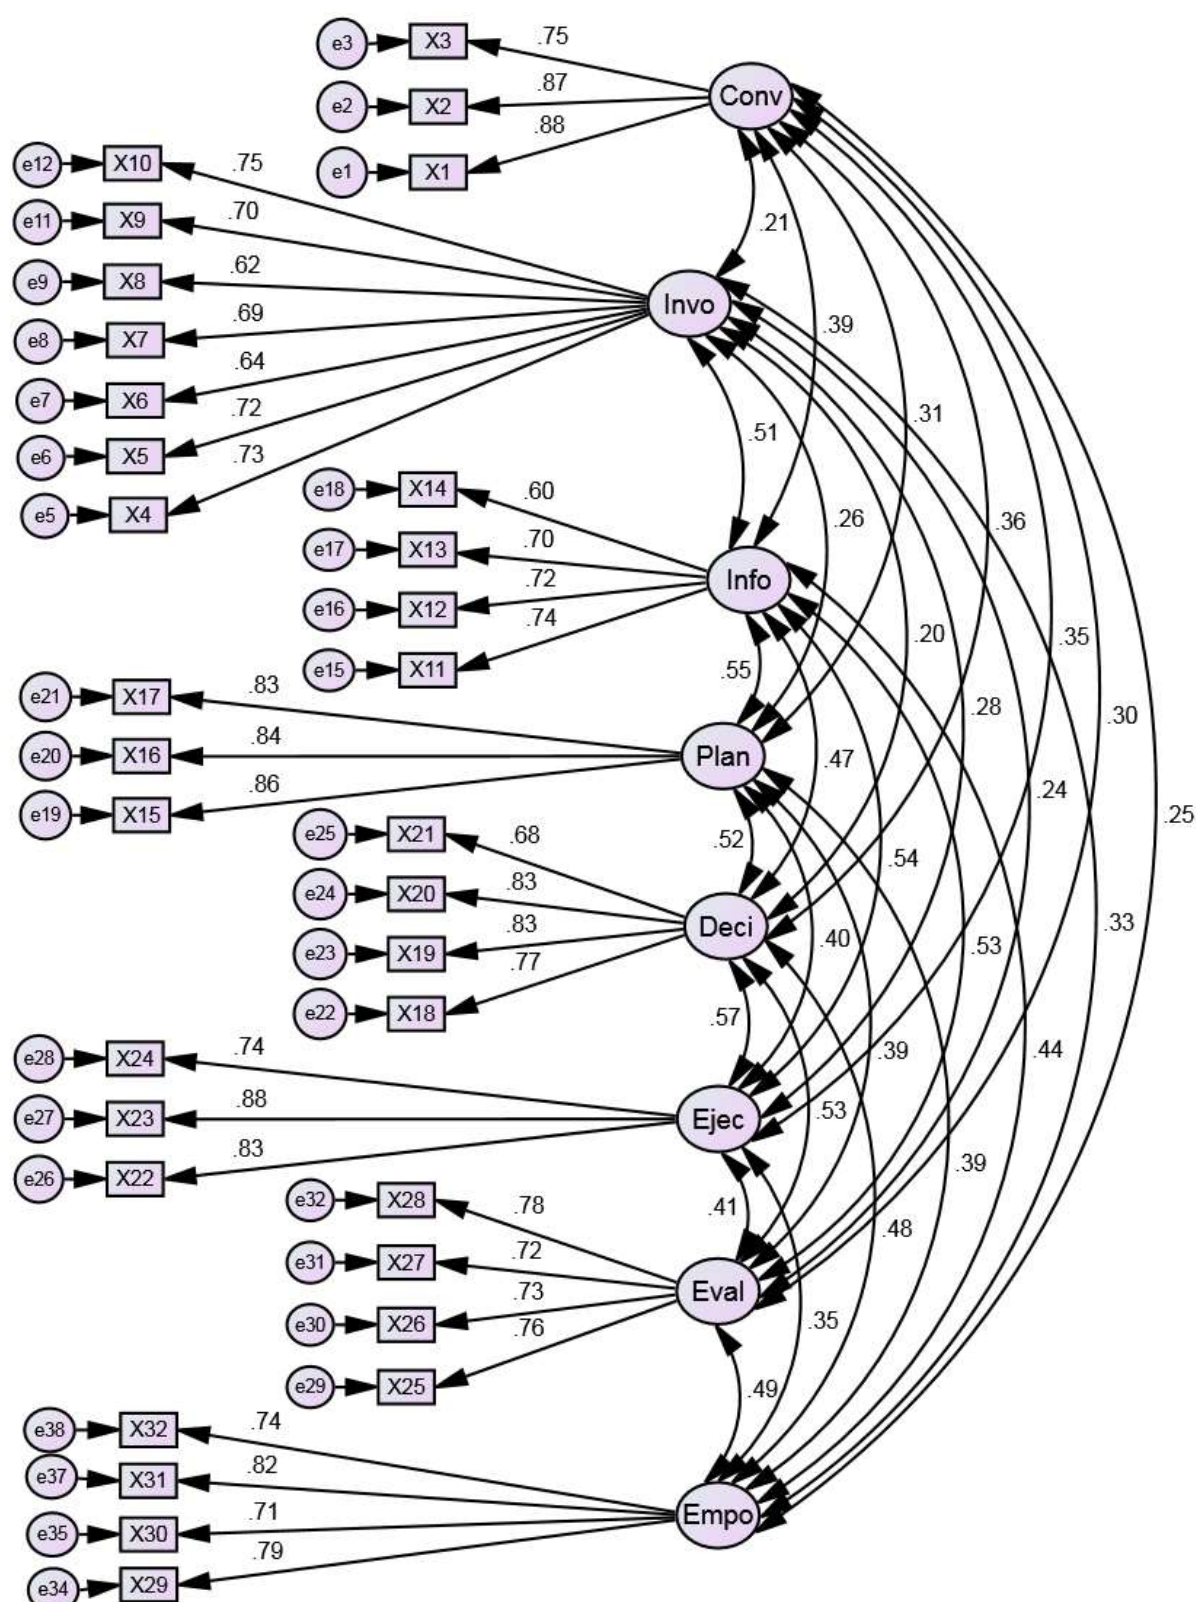 e3 X3 .75
Conv
e2 X2 .87
e1 X1 .88
e12 X10 .75
e11 X9 .70
.21
e9 X8 .62
Invo
e8 X7 .69
.39
e7 X6 .64
e6 X5 .72
.31
.51
e5 X4 .73
e18 X14 .60
.26
.36
e17 X13 .70
Info
e16 X12 .72
e15 X11 .74
.20
.35
.55
e21 X17 .83
.28
.30
e20 X16 .84
Plan
.47
.24
e19 X15 .86
.25
e25 X21 .68
.52
.54
e24 X20 .83
Deci
.33
e23 X19 .83
.40
.53
e22 X18 .77
.57
e28 X24 .74
.39
.44
e27 X23 .88
Ejec
.53
e26 X22 .83
.39
e32 X28 .78
.41
.48
e31 X27 .72
Eval
e30 X26 .73
.35
e29 X25 .76
.49
e38 X32 .74
e37 X31 .82
Empo
e35 X30 .71
e34 X29 .79